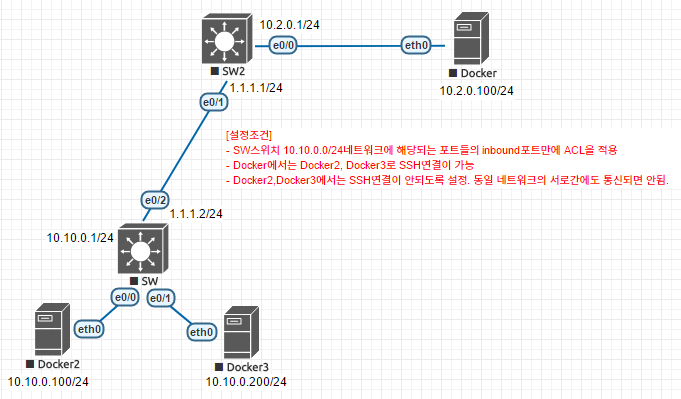 10.2.0.1/24
e0/0
eth0
SW2
Docker
1.1.1.1/24
10.2.0.100/24
e0/1
[설정조건]
- SW스위치 10.10.0.0/24네트워크에 해당되는 포트들의 inbound포트만에 ACL을 적용
- Docker에서는 Docker2, Docker3로 SSH연결이 가능
- Docker2,Docker3에서는 SSH연결이 안되도록 설정. 동일 네트워크의 서로간에도 통신되면 안됨.
e0/2
1.1.1.2/24
10.10.0.1/24
SW
e0/0
e0/1
eth0
eth0
Docker2
Docker3
10.10.0.100/24
10.10.0.200/24